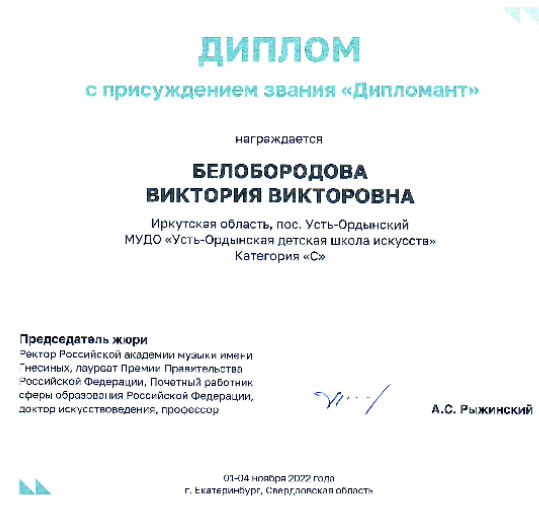 ДИПЛОМ
с присуждением звания «Дипломант»
награждается
БЕЛОБОРОДОВА
ВИКТОРИЯ ВИКТОРОВНА
Иркутская область, пос. Усть-Ордынский
МУДО «Усть-Ордынская детская школа искусств»
Категория «С»
Председатель жюри
Ректор Российской академии музыки имени
Гнесиных, лауреат Премии Правительства
Российской Федерации, Почетный работник
сферы образования Российской Федерации,
доктор искусствоведения, профессор
А.С. Рыжинский
01-04 ноября 2022 года
г. Екатеринбург, Свердловская область